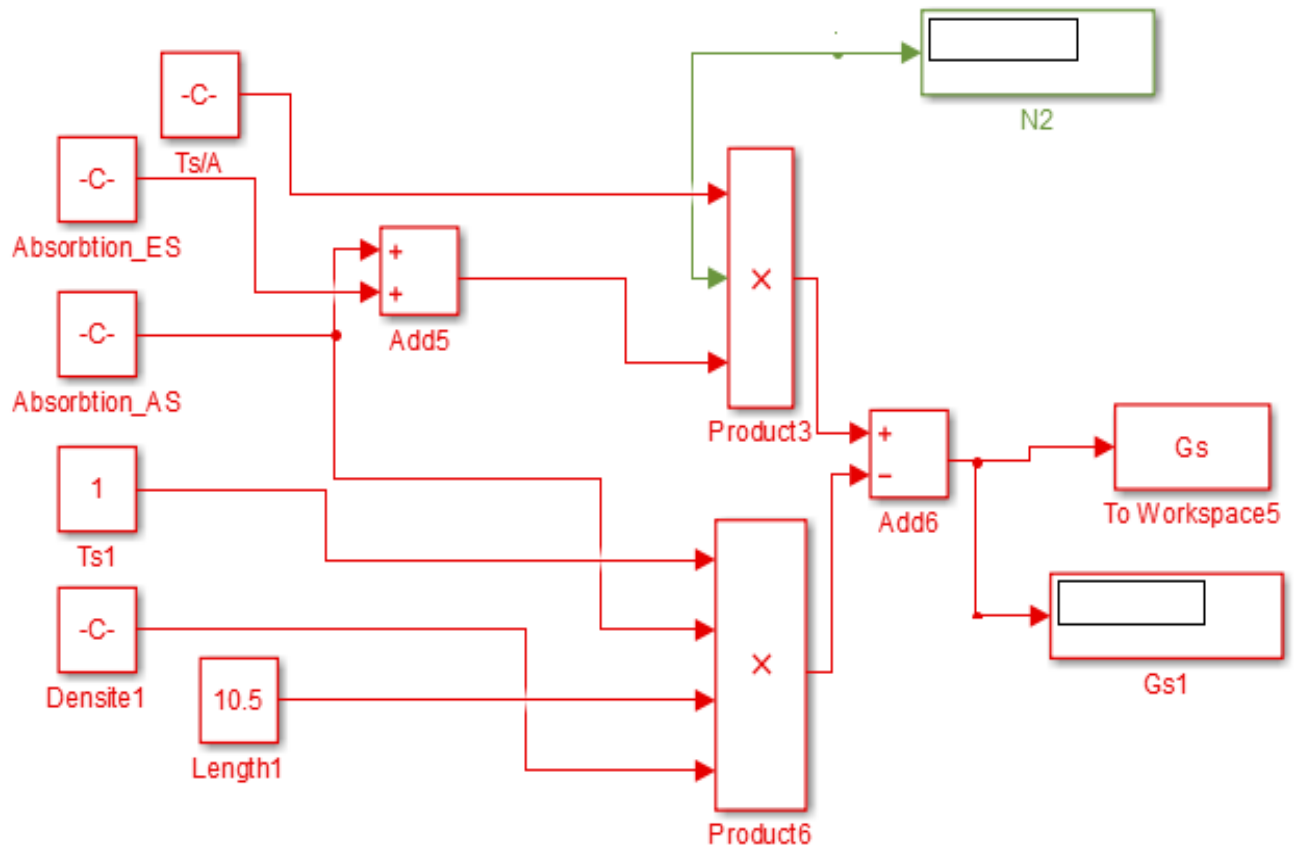 -C-
Ts/A
N2
-C-
Absorbtion_ES
+
+
Add5
×
Product3
-C-
Absorbtion_AS
+
−
Add6
Gs
To Workspace5
1
Ts1
×
Product6
-C-
Densite1
10.5
Length1
Gs1